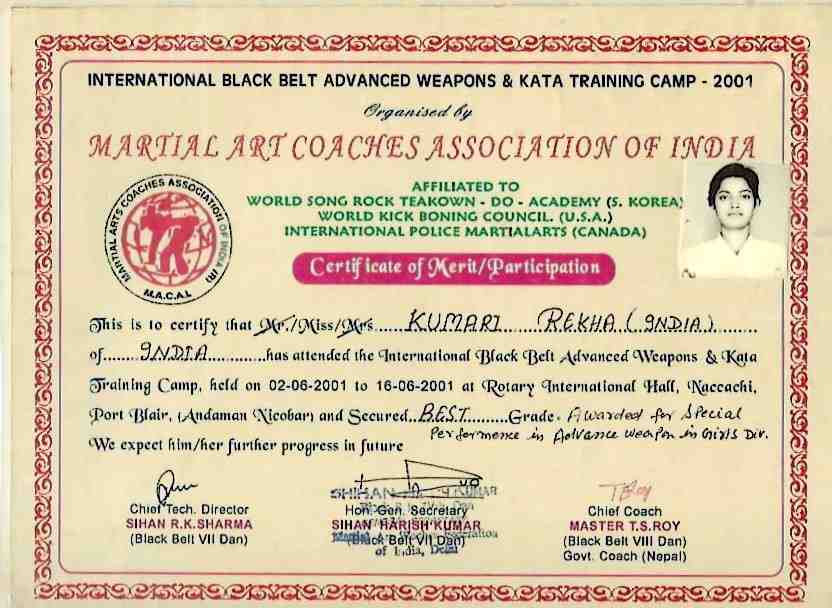 INTERNATIONAL BLACK BELT ADVANCED WEAPONS & KATA TRAINING CAMP - 2001
Organised by
MARTIAL ART COACHES ASSOCIATION OF INDIA
AFFILIATED TO
WORLD SONG ROCK TEAKOWN - DO - ACADEMY (S. KOREA)
WORLD KICK BONING COUNCIL. (U.S.A.)
INTERNATIONAL POLICE MARTIALARTS (CANADA)
MARTIAL ARTS COACHES ASSOCIATION OF INDIA (R)
M.A.C.A.I.
Certificate of Merit/Participation
This is to certify that Mr./Miss/Mrs KUMARI REKHA (INDIA)
of INDIA has attended the International Black Belt Advanced Weapons & Kata
Training Camp, held on 02-06-2001 to 16-06-2001 at Rotary International Hall, Naccachi,
Port Blair, (Andaman Nicobar) and Secured BEST Grade. Awarded for Special
Performence in Advance weapon in Girls Div.
We expect him/her further progress in future
T Roy
SHIHAN KUMAR
Chief Tech. Director
SIHAN R.K.SHARMA
(Black Belt VII Dan)
Hon. Gen. Secretary
SIHAN HARISH KUMAR
(Black Belt VII Dan)
of India, Delhi
Chief Coach
MASTER T.S.ROY
(Black Belt VIII Dan)
Govt. Coach (Nepal)